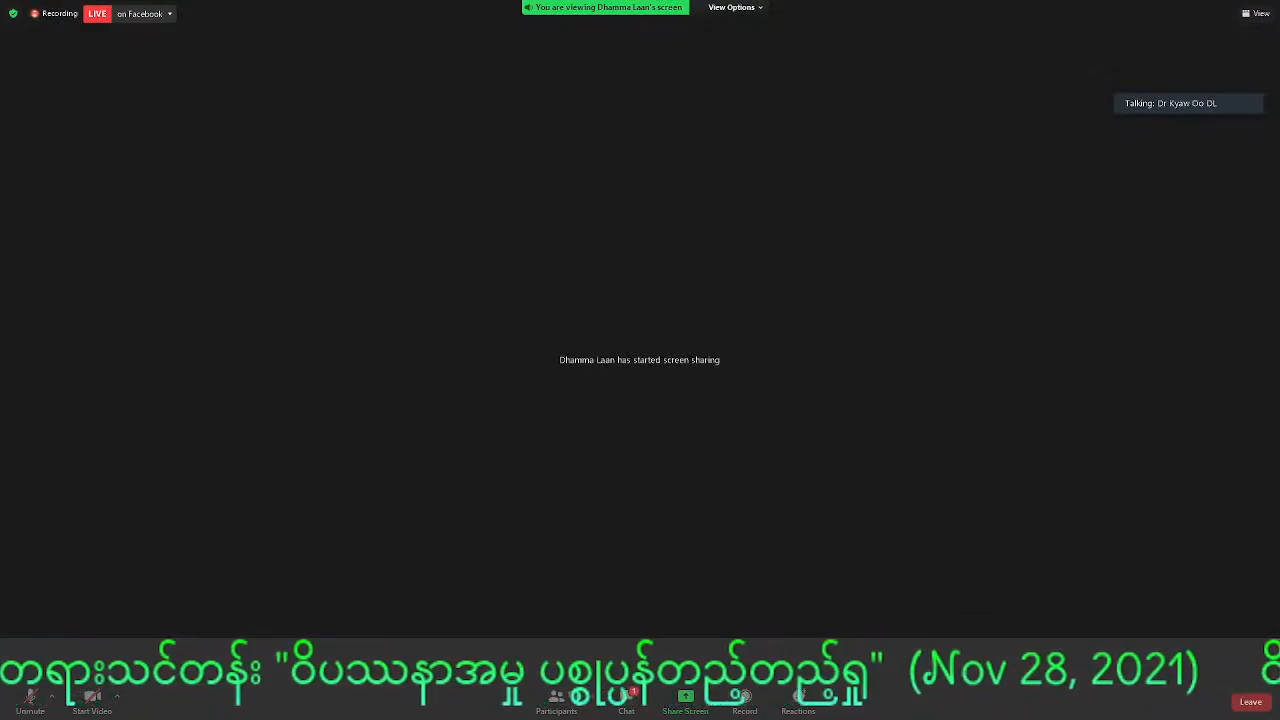 Recording LIVE on Facebook
You are viewing Dhamma Laan's screen View Options
View
Talking: Dr Kyaw Oo DL
Dhamma Laan has started screen sharing
တရားသင်တန်း "ဝိပဿနာအမှု ပစ္စုပ္ပန်တည့်တည့်ရှု" (Nov 28, 2021)
Unmute Start Video Participants Chat 1 Share Screen Record Reactions Leave